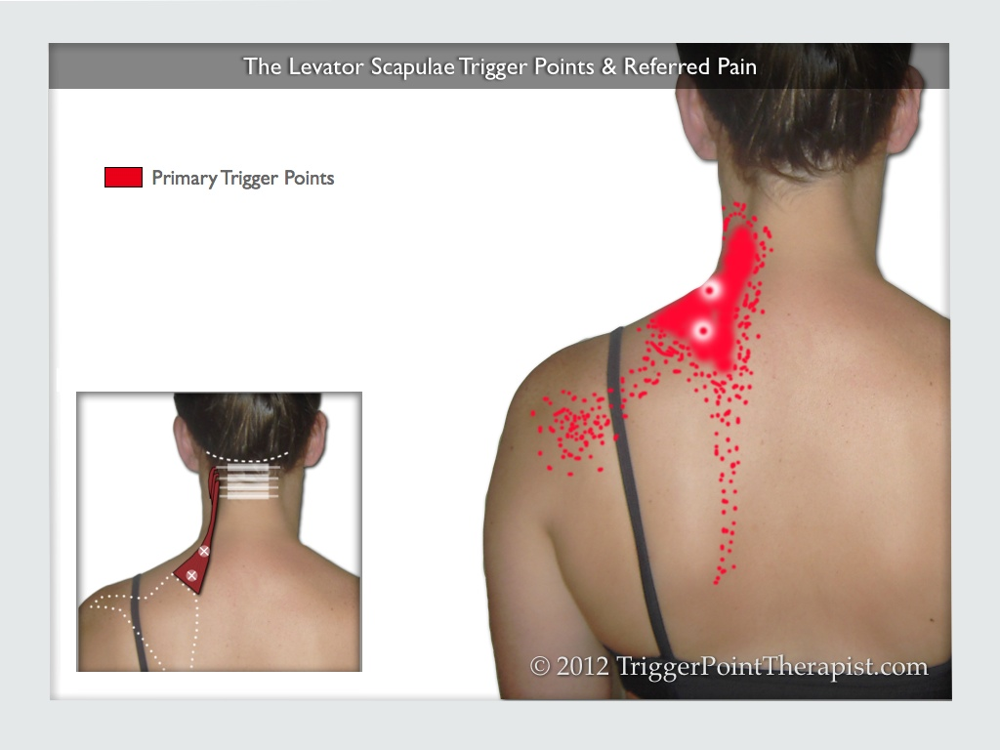 The Levator Scapulae Trigger Points & Referred Pain
Primary Trigger Points
© 2012 TriggerPointTherapist.com